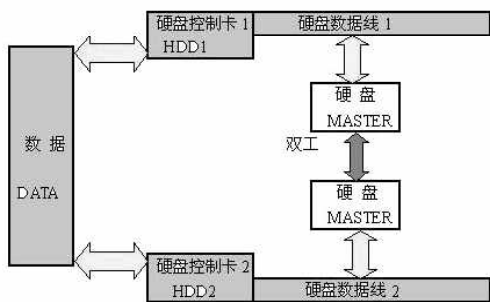 硬盘控制卡 1
HDD1
硬盘数据线 1
硬 盘
MASTER
数 据
DATA
双工
硬 盘
MASTER
硬盘控制卡 2
HDD2
硬盘数据线 2